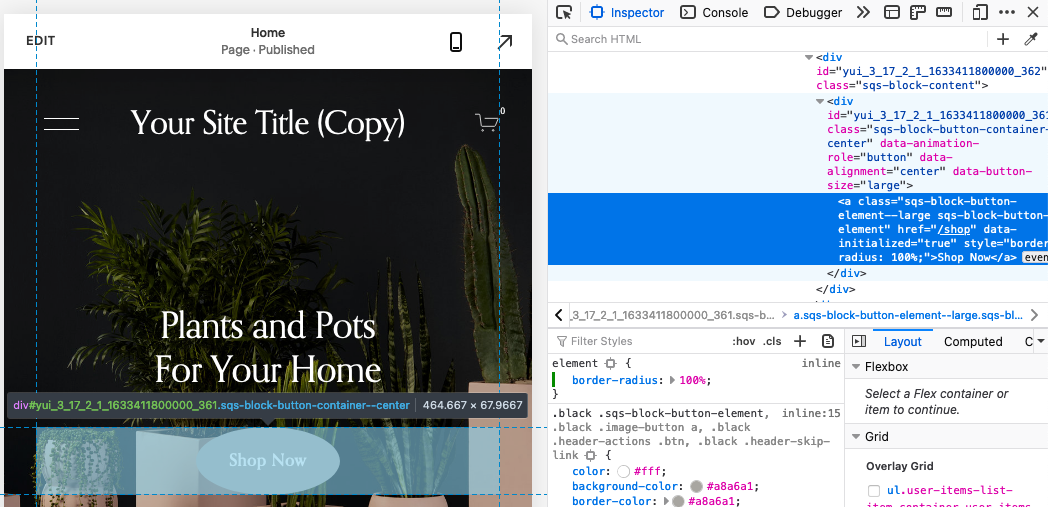 EDIT
Home
Page · Published
Your Site Title (Copy)
0
Plants and Pots
For Your Home
div#yui_3_17_2_1_1633411800000_361.sqs-block-button-container--center | 464.667 × 67.9667
Shop Now
Inspector
Console
Debugger
Search HTML
<div
id="yui_3_17_2_1_1633411800000_362"
class="sqs-block-content">
<div
id="yui_3_17_2_1_1633411800000_361
class="sqs-block-button-container-
center" data-animation-
role="button" data-
alignment="center" data-button-
size="large">
<a class="sqs-block-button-
element--large sqs-block-button-
element" href="/shop" data-
initialized="true" style="border
radius: 100%;">Shop Now</a> even
</div>
</div>
_3_17_2_1_1633411800000_361.sqs-b...
a.sqs-block-button-element--large.sqs-bl...
Filter Styles
:hov .cls
element { inline
border-radius: 100%;
}
.black .sqs-block-button-element, inline:15
.black .image-button a, .black
.header-actions .btn, .black .header-skip-
link {
color: #fff;
background-color: #a8a6a1;
border-color: #a8a6a1;
Layout
Computed
C
Flexbox
Select a Flex container or
item to continue.
Grid
Overlay Grid
ul.user-items-list-
item-container.user-items